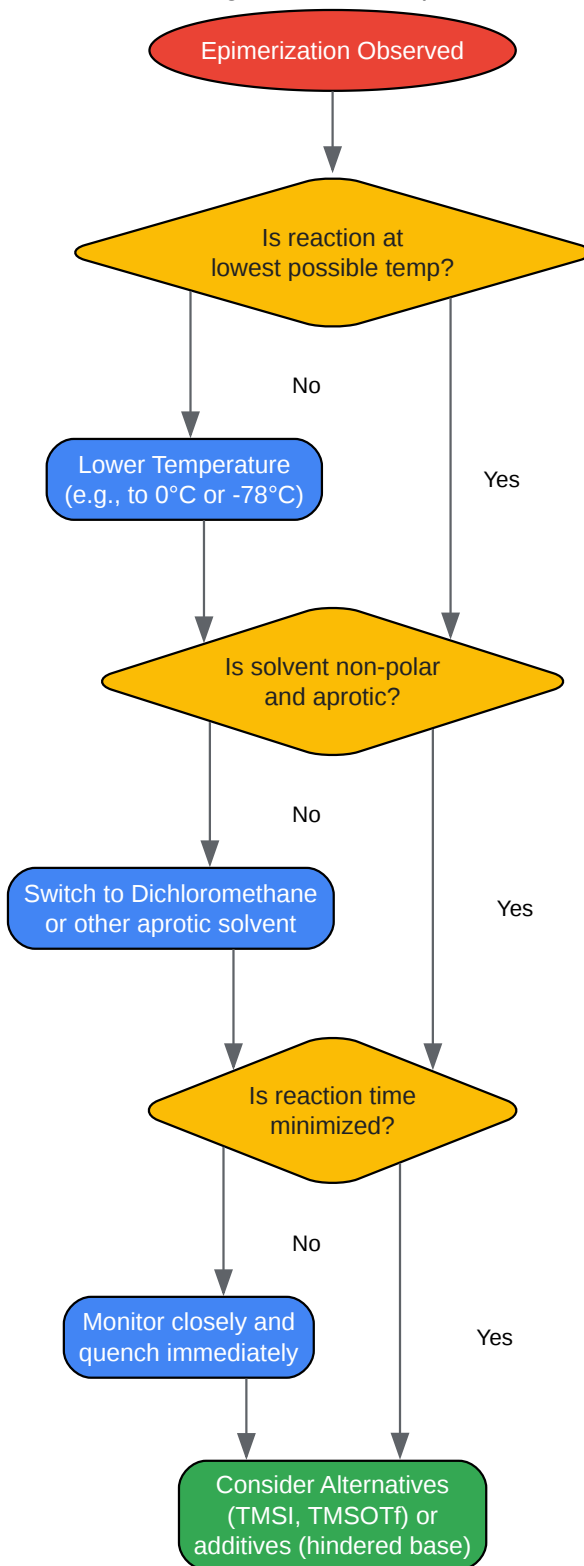 Epimerization Observed
Is reaction at
lowest possible temp?
No
Lower Temperature
(e.g., to 0°C or -78°C)
Yes
Is solvent non-polar
and aprotic?
No
Switch to Dichloromethane
or other aprotic solvent
Yes
Is reaction time
minimized?
No
Monitor closely and
quench immediately
Yes
Consider Alternatives
(TMSI, TMSOTf) or
additives (hindered base)